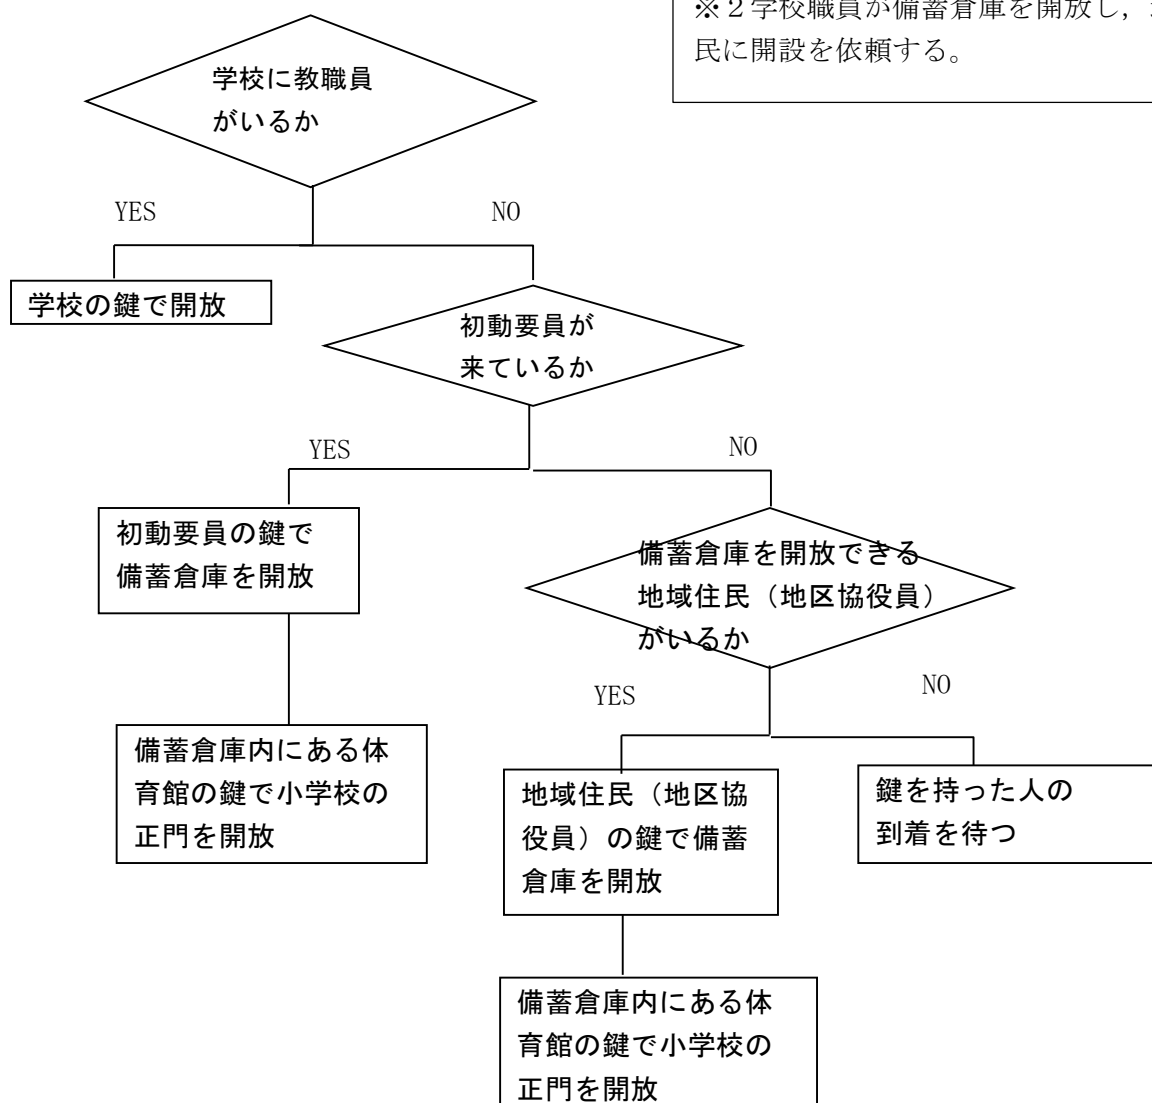 ※２学校職員が備蓄倉庫を開放し，
民に開設を依頼する。
学校に教職員
がいるか
YES
NO
学校の鍵で開放
初動要員が
来ているか
YES
NO
初動要員の鍵で
備蓄倉庫を開放
備蓄倉庫を開放できる
地域住民（地区協役員）
がいるか
YES
NO
備蓄倉庫内にある体
育館の鍵で小学校の
正門を開放
地域住民（地区協
役員）の鍵で備蓄
倉庫を開放
鍵を持った人の
到着を待つ
備蓄倉庫内にある体
育館の鍵で小学校の
正門を開放